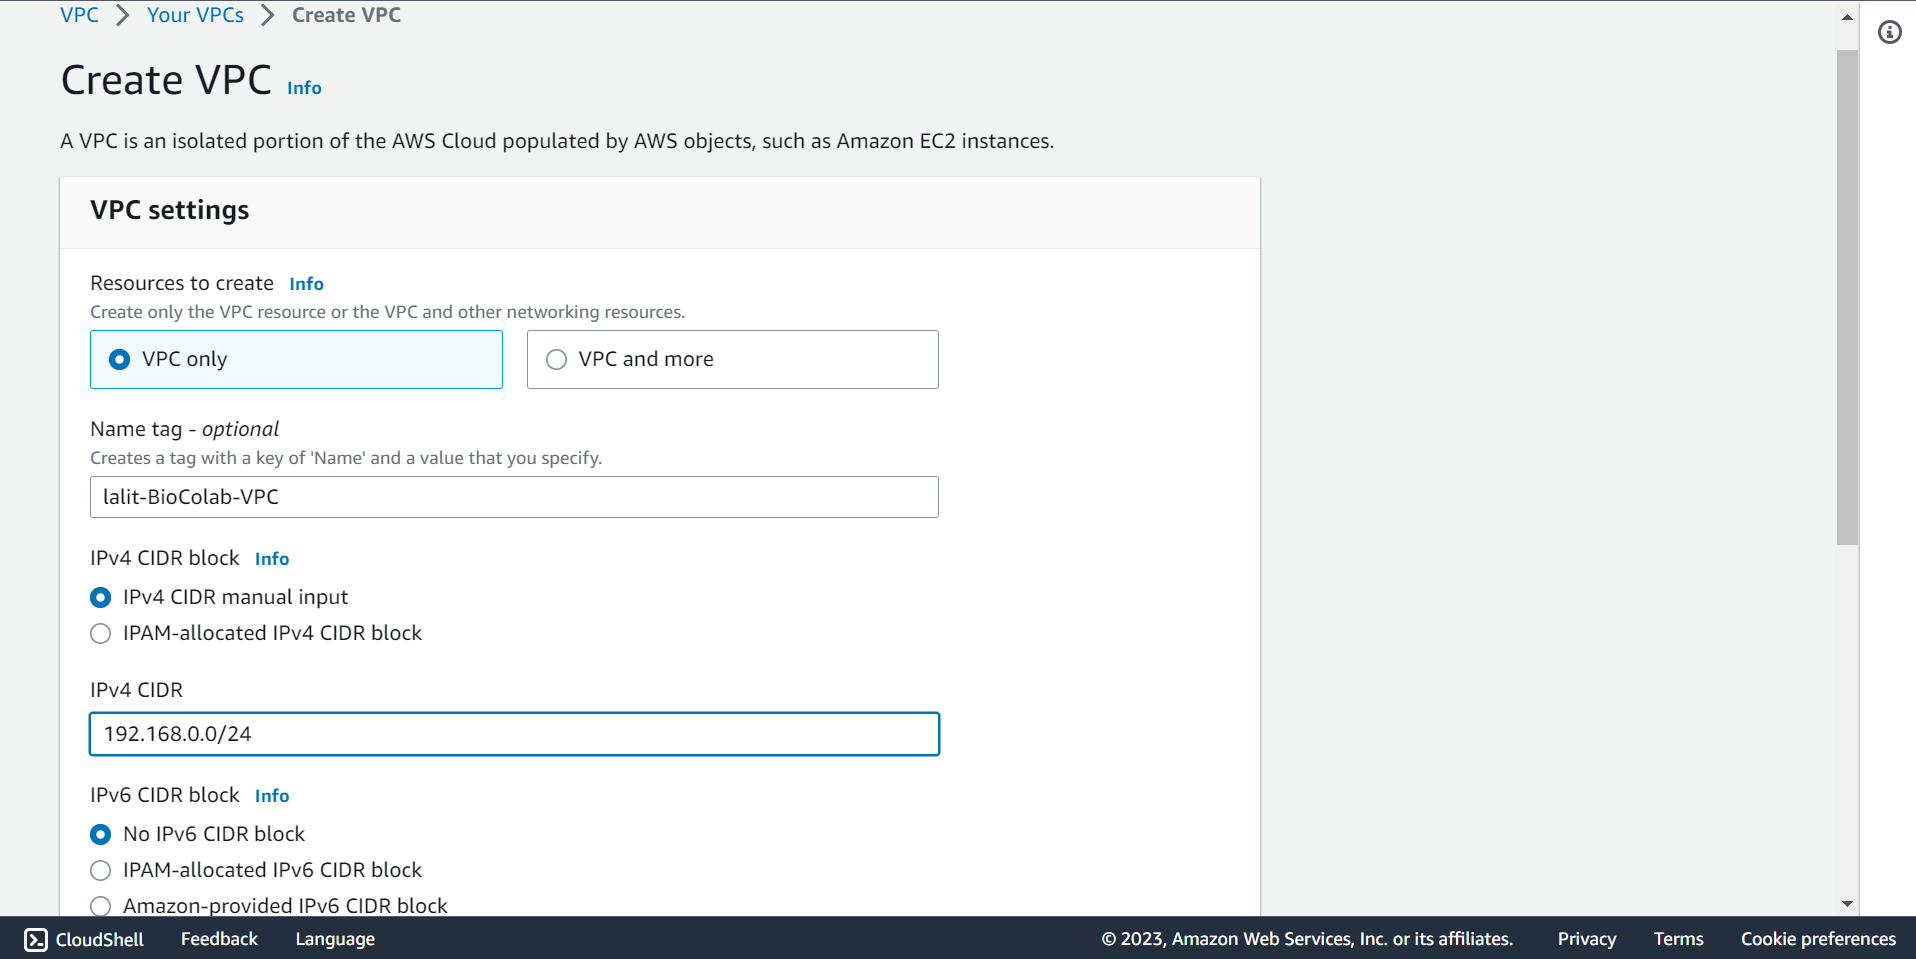 VPC > Your VPCs > Create VPC
Create VPC Info
A VPC is an isolated portion of the AWS Cloud populated by AWS objects, such as Amazon EC2 instances.
VPC settings
Resources to create Info
Create only the VPC resource or the VPC and other networking resources.
VPC only VPC and more
Name tag - optional
Creates a tag with a key of 'Name' and a value that you specify.
lalit-BioColab-VPC
IPv4 CIDR block Info
IPv4 CIDR manual input
IPAM-allocated IPv4 CIDR block
IPv4 CIDR
192.168.0.0/24
IPv6 CIDR block Info
No IPv6 CIDR block
IPAM-allocated IPv6 CIDR block
Amazon-provided IPv6 CIDR block
CloudShell Feedback Language © 2023, Amazon Web Services, Inc. or its affiliates. Privacy Terms Cookie preferences